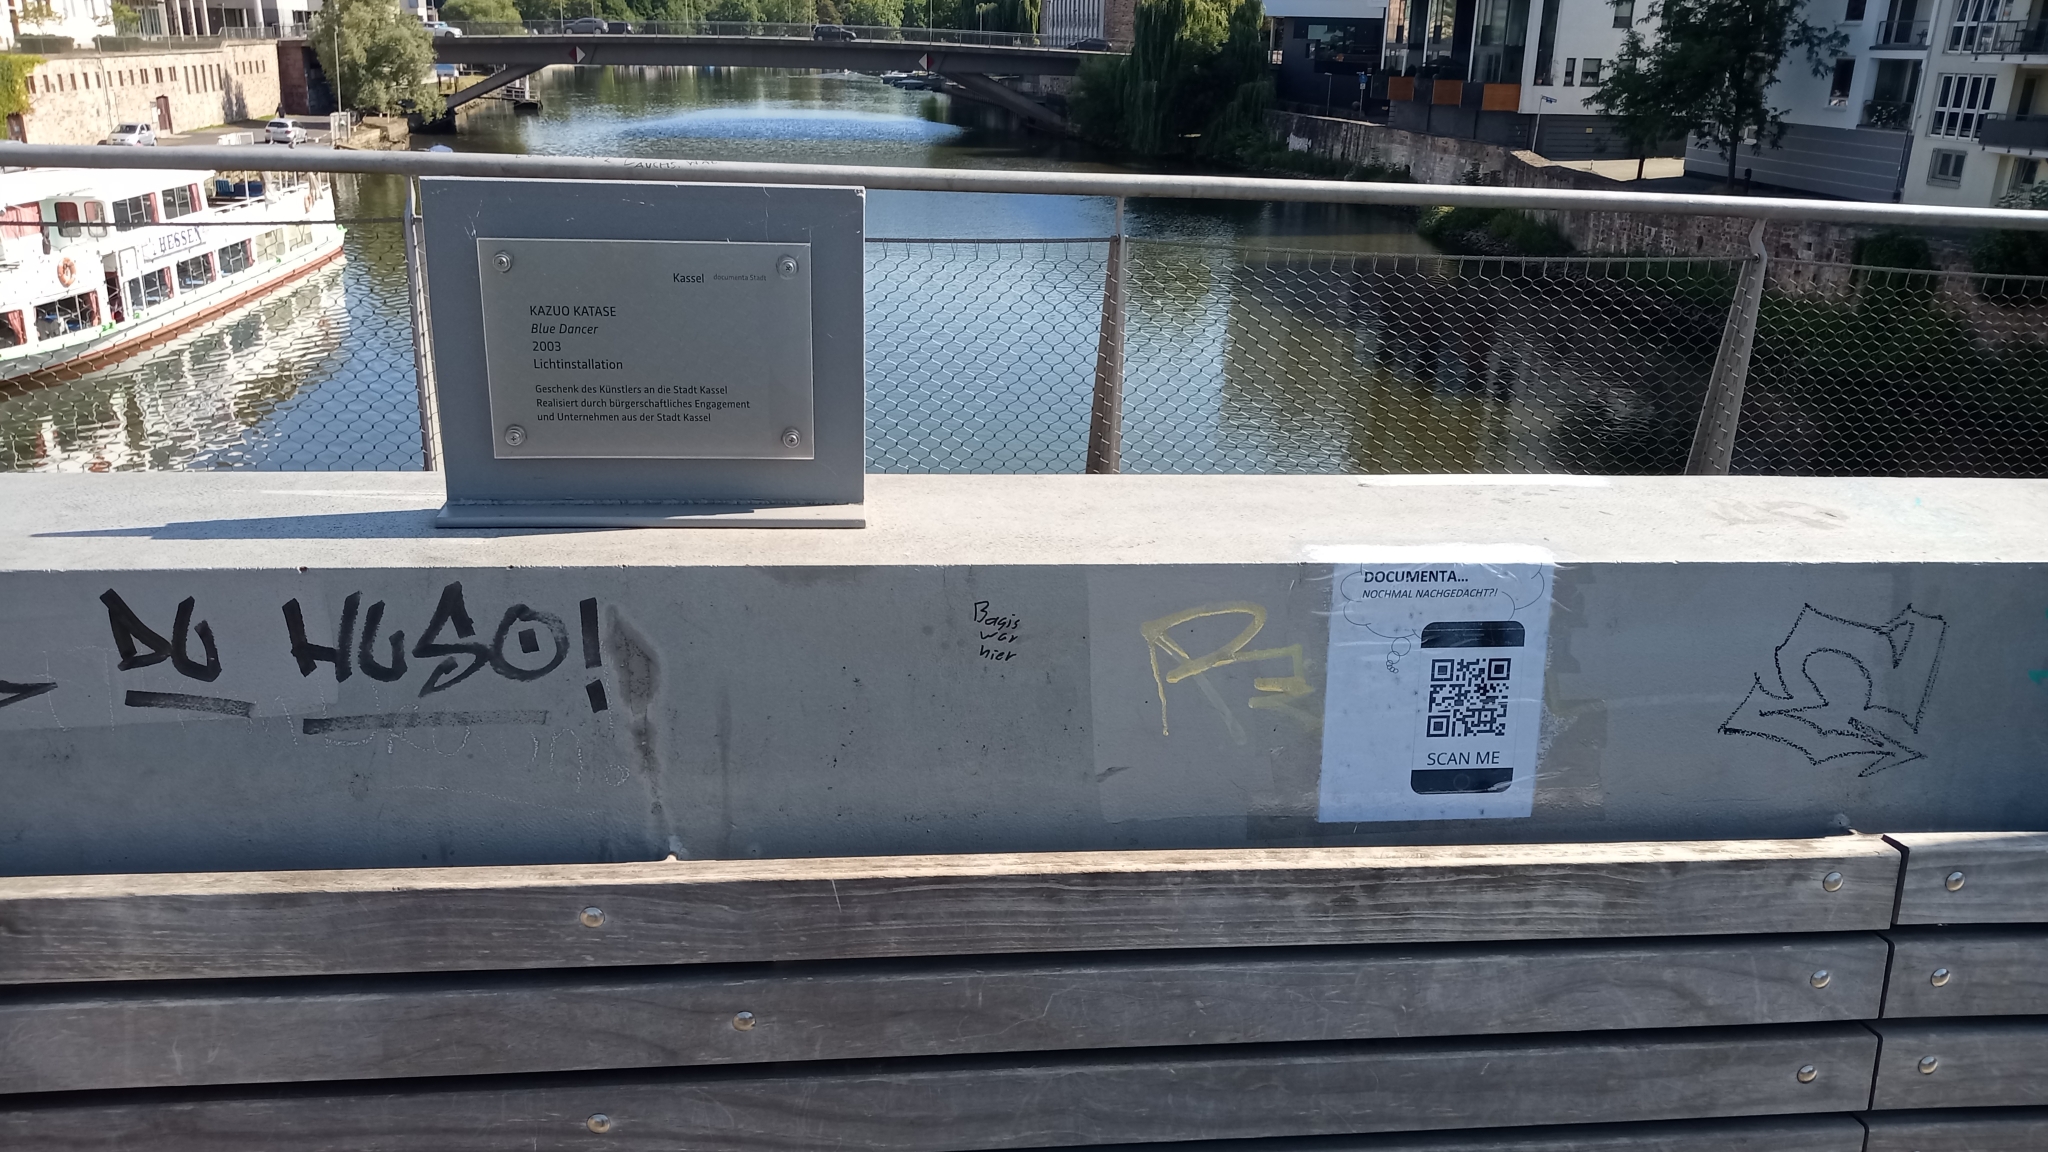 HESSEN
Kassel documenta Stadt
KAZUO KATASE
Blue Dancer
2003
Lichtinstallation
Geschenk des Künstlers an die Stadt Kassel
Realisiert durch bürgerschaftliches Engagement
und Unternehmen aus der Stadt Kassel
DU HUSO!
Bagis
war
hier
DOCUMENTA...
NOCHMAL NACHGEDACHT?!
SCAN ME